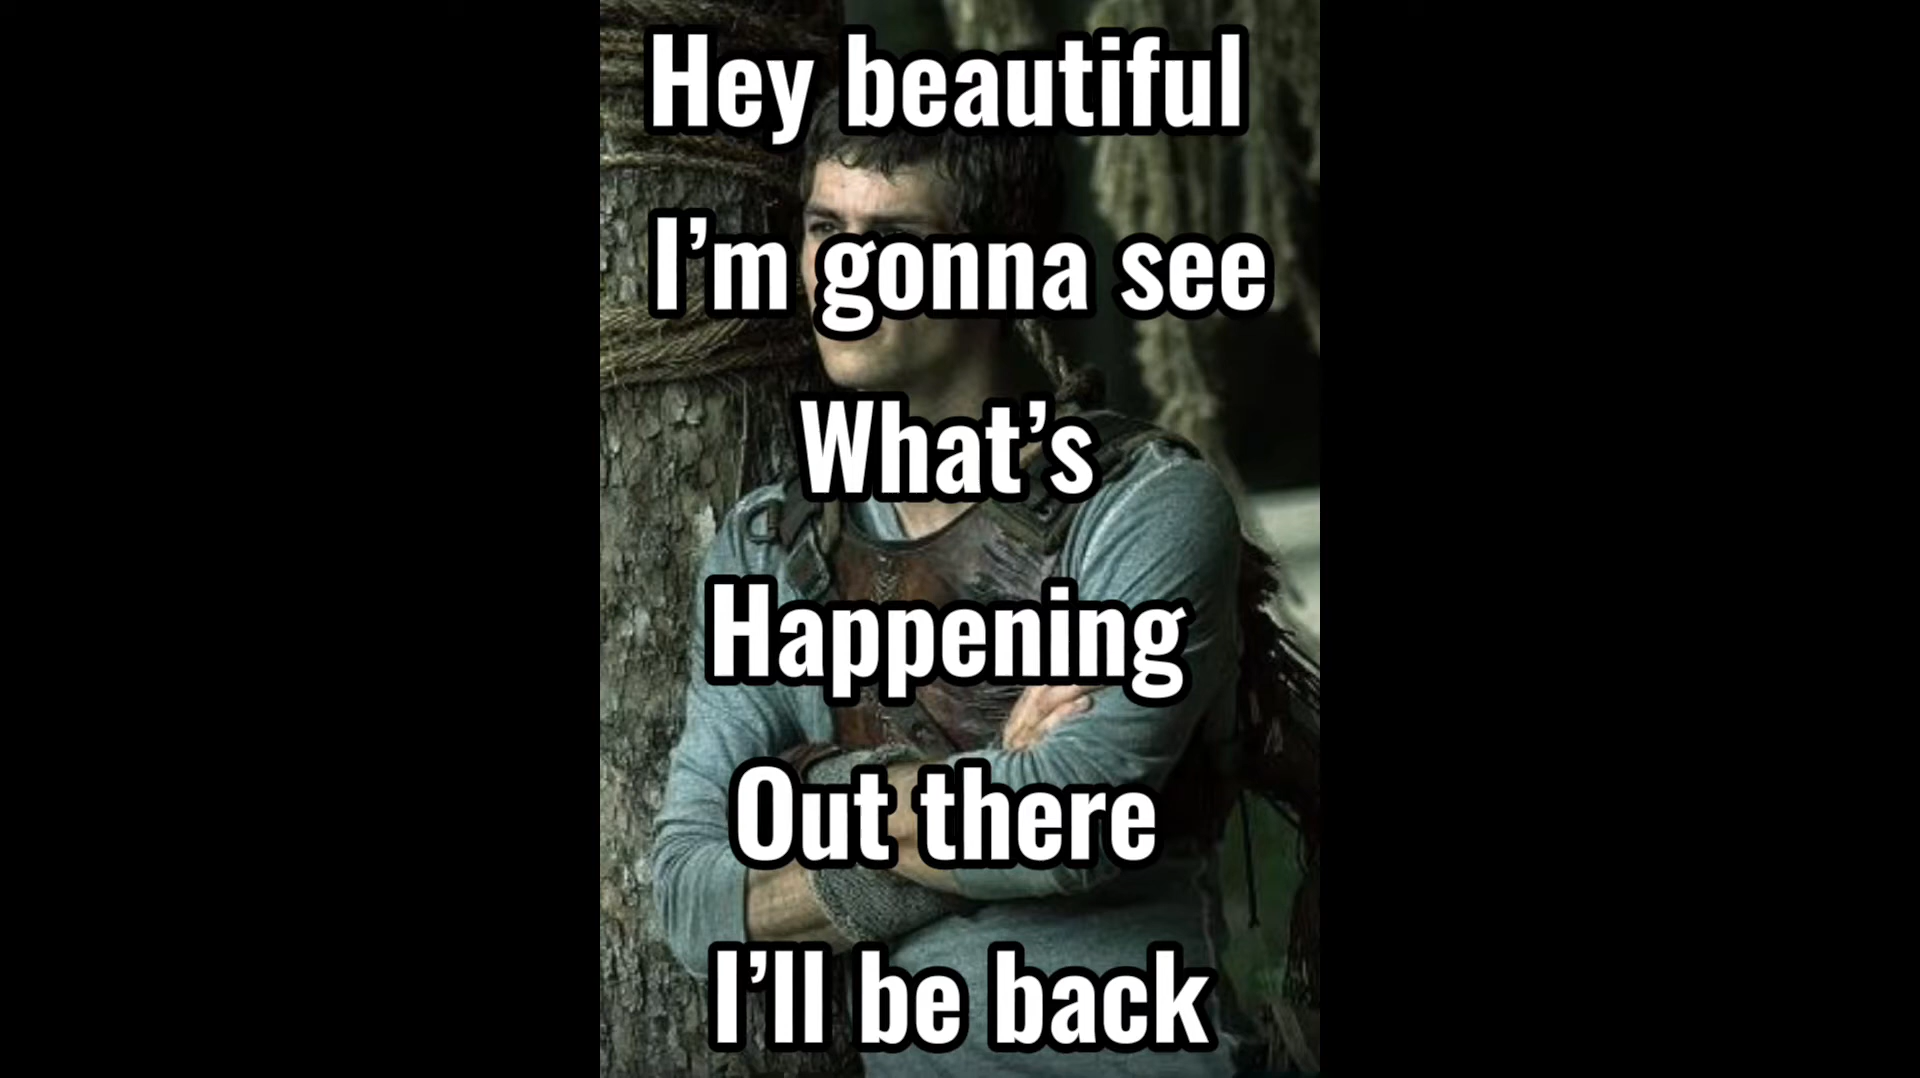 Hey beautiful
I’m gonna see
What’s
Happening
Out there
I’ll be back